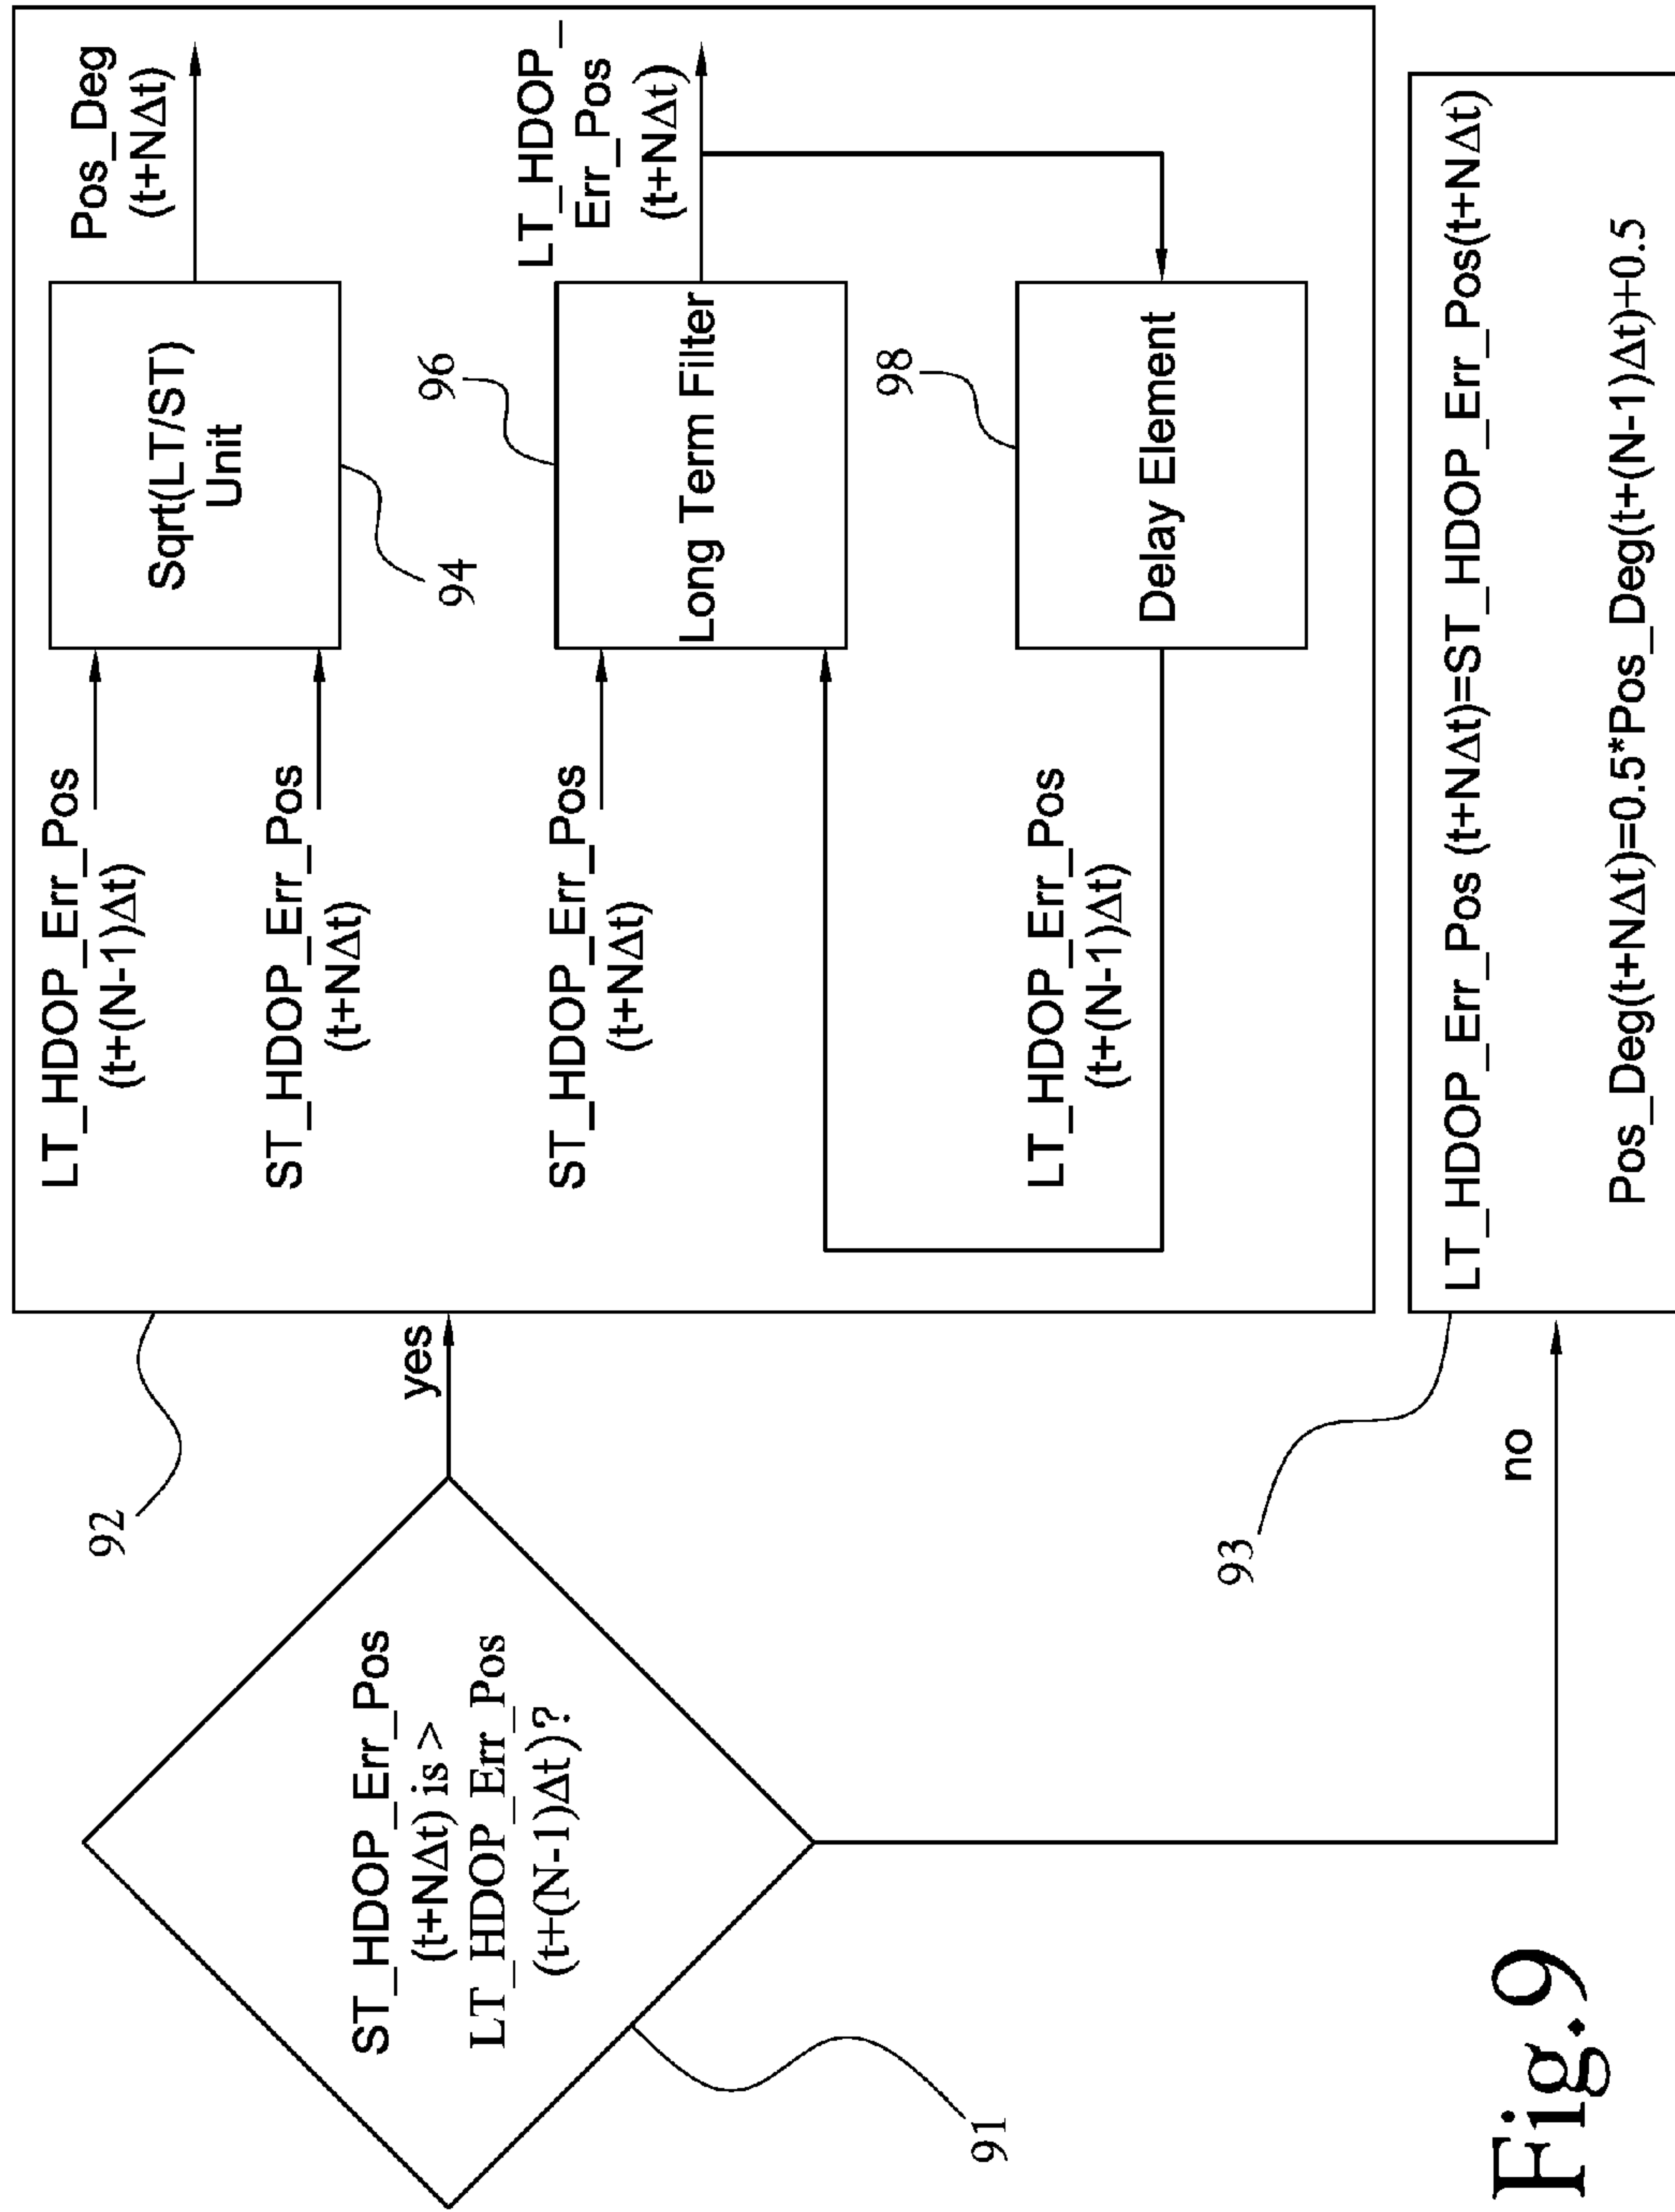 ST_HDOP_Err_Pos
(t+NΔt) is >
LT_HDOP_Err_Pos
(t+(N-1)Δt)?
91
yes
no
92
LT_HDOP_Err_Pos
(t+(N-1)Δt)
ST_HDOP_Err_Pos
(t+NΔt)
Sqrt(LT/ST)
Unit
94
Pos_Deg
(t+NΔt)
ST_HDOP_Err_Pos
(t+NΔt)
Long Term Filter
96
LT_HDOP_
Err_Pos
(t+NΔt)
LT_HDOP_Err_Pos
(t+(N-1)Δt)
Delay Element
98
93
LT_HDOP_Err_Pos (t+NΔt)=ST_HDOP_Err_Pos(t+NΔt)
Pos_Deg(t+NΔt)=0.5*Pos_Deg(t+(N-1)Δt)+0.5
Fig.9